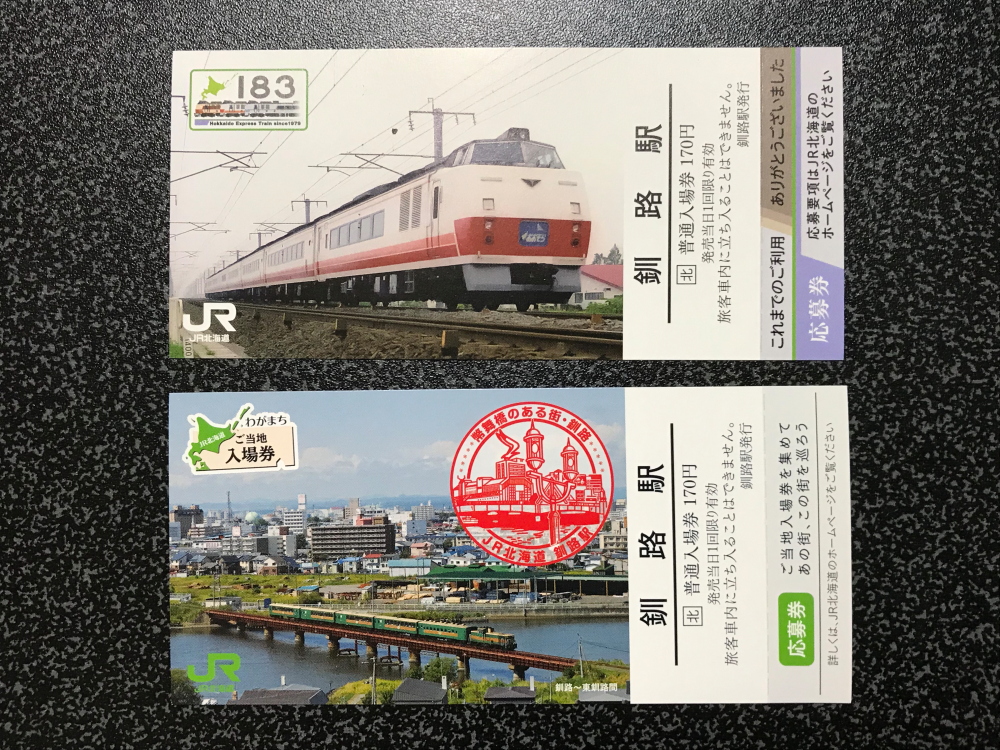 183
Hokkaido Express Train since1979
JR
JR北海道
釧路駅
北 普通入場券 170円
発売当日1回限り有効
旅客車内に立ち入ることはできません。
釧路駅発行
これまでのご利用 ありがとうございました
応募券
応募要項はJR北海道の
ホームページをご覧ください
わがまち
JR北海道
ご当地
入場券
・幣舞橋のある街・釧路・
JR北海道 釧路駅
JR
釧路〜東釧路間
釧路駅
北 普通入場券 170円
発売当日1回限り有効
旅客車内に立ち入ることはできません。
釧路駅発行
応募券
ご当地入場券を集めて
あの街、この街を巡ろう
詳しくは、JR北海道のホームページをご覧ください